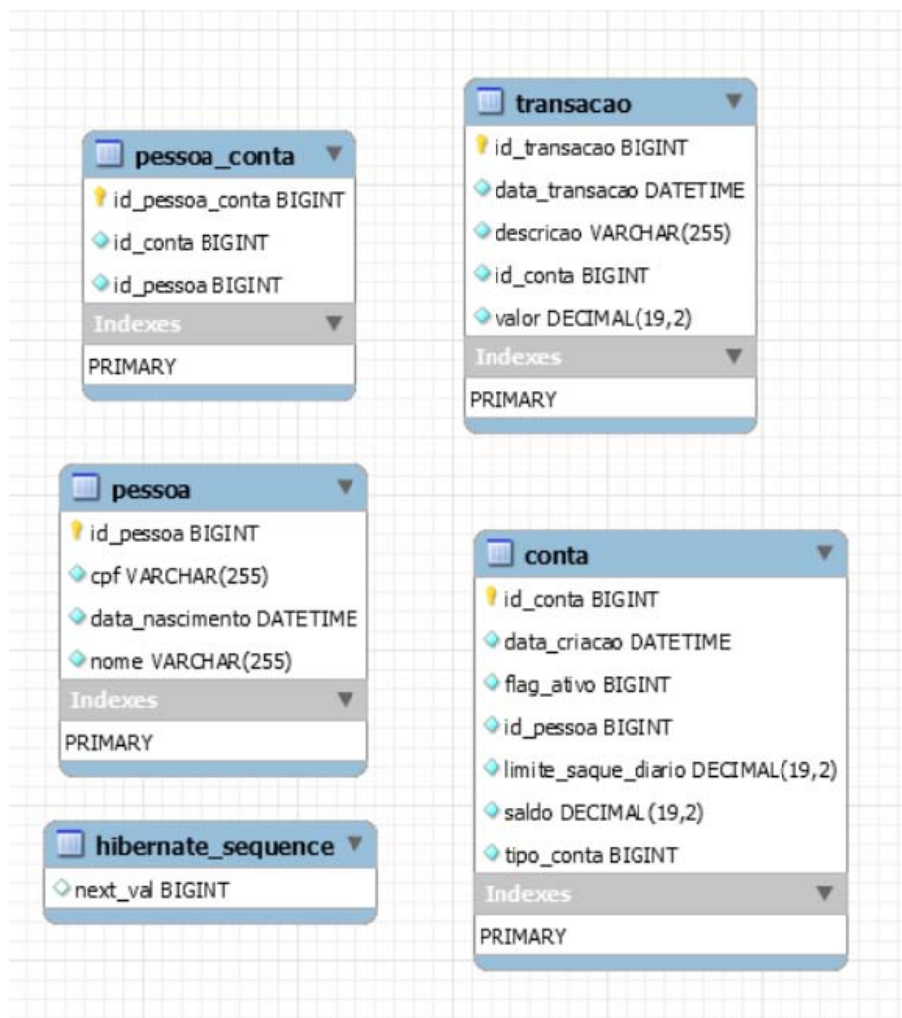 pessoa_conta
id_pessoa_conta BIGINT
id_conta BIGINT
id_pessoa BIGINT
Indexes
PRIMARY
transacao
id_transacao BIGINT
data_transacao DATETIME
descricao VARCHAR(255)
id_conta BIGINT
valor DECIMAL(19,2)
Indexes
PRIMARY
pessoa
id_pessoa BIGINT
cpf VARCHAR(255)
data_nascimento DATETIME
nome VARCHAR(255)
Indexes
PRIMARY
conta
id_conta BIGINT
data_criacao DATETIME
flag_ativo BIGINT
id_pessoa BIGINT
limite_saque_diario DECIMAL(19,2)
saldo DECIMAL(19,2)
tipo_conta BIGINT
Indexes
PRIMARY
hibernate_sequence
next_val BIGINT